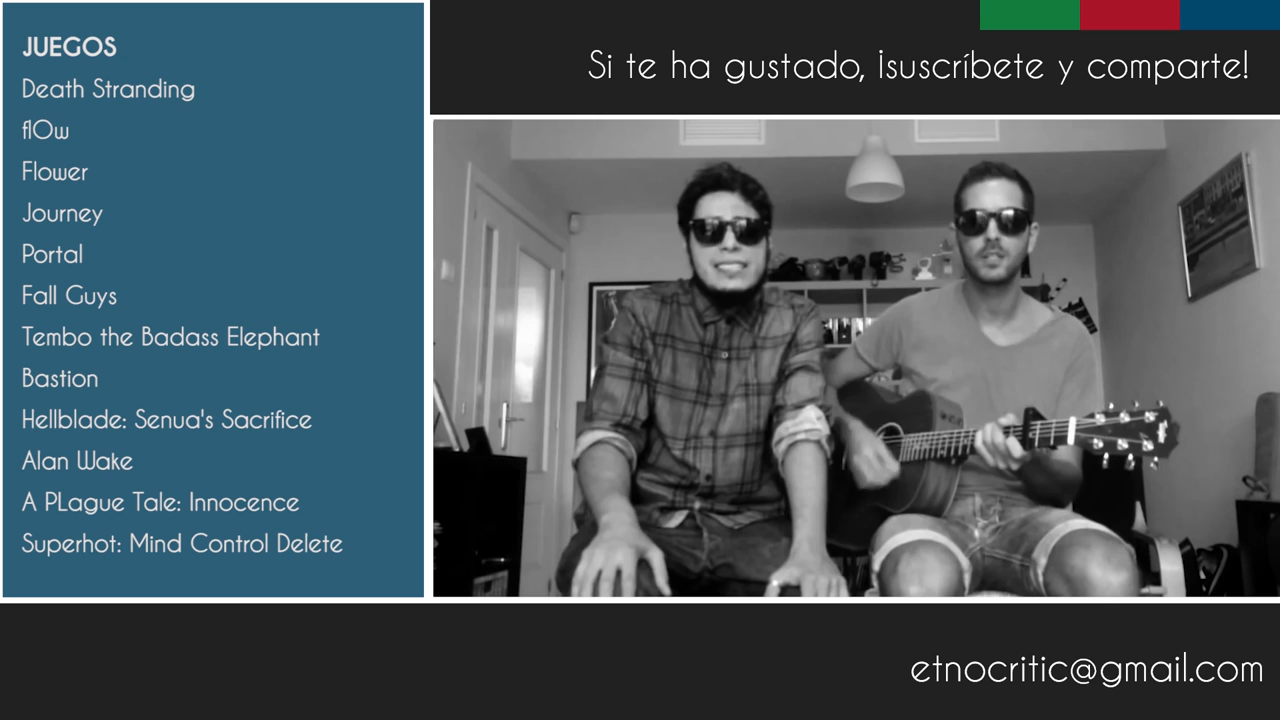 JUEGOS
Death Stranding
flOw
Flower
Journey
Portal
Fall Guys
Tembo the Badass Elephant
Bastion
Hellblade: Senua's Sacrifice
Alan Wake
A PLague Tale: Innocence
Superhot: Mind Control Delete
Si te ha gustado, ¡suscríbete y comparte!
etnocritic@gmail.com